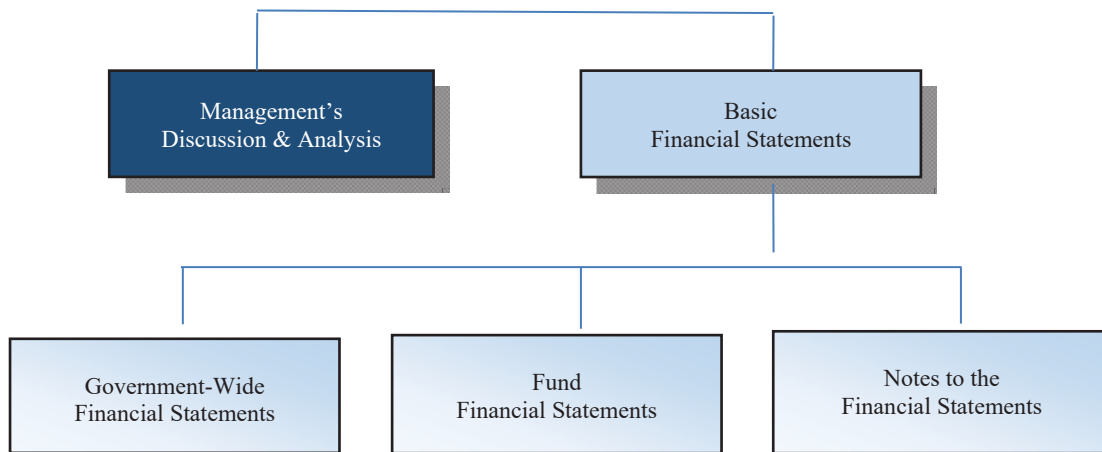 Management’s
Discussion & Analysis
Basic
Financial Statements
Government-Wide
Financial Statements
Fund
Financial Statements
Notes to the
Financial Statements